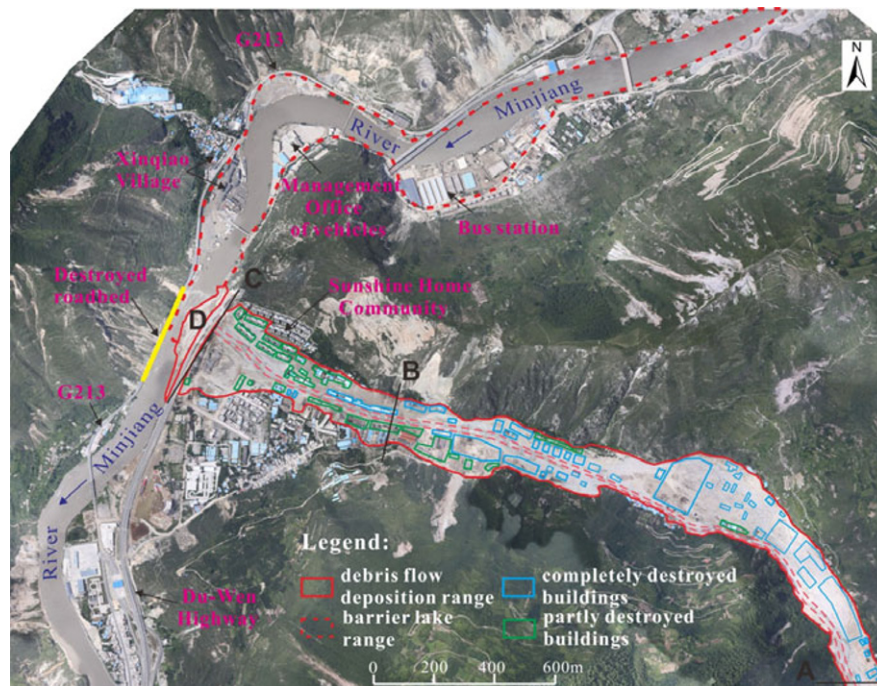 G213
N
Minjiang
River
Xinqiao
Village
Management
Office
of vehicles
Bus station
Destroyed
roadbed
C
Sunshine Home
Community
D
B
G213
Minjiang
River
Legend:
debris flow
deposition range
completely destroyed
buildings
barrier lake
range
partly destroyed
buildings
Du-Wen
Highway
0 200 400 600m
A